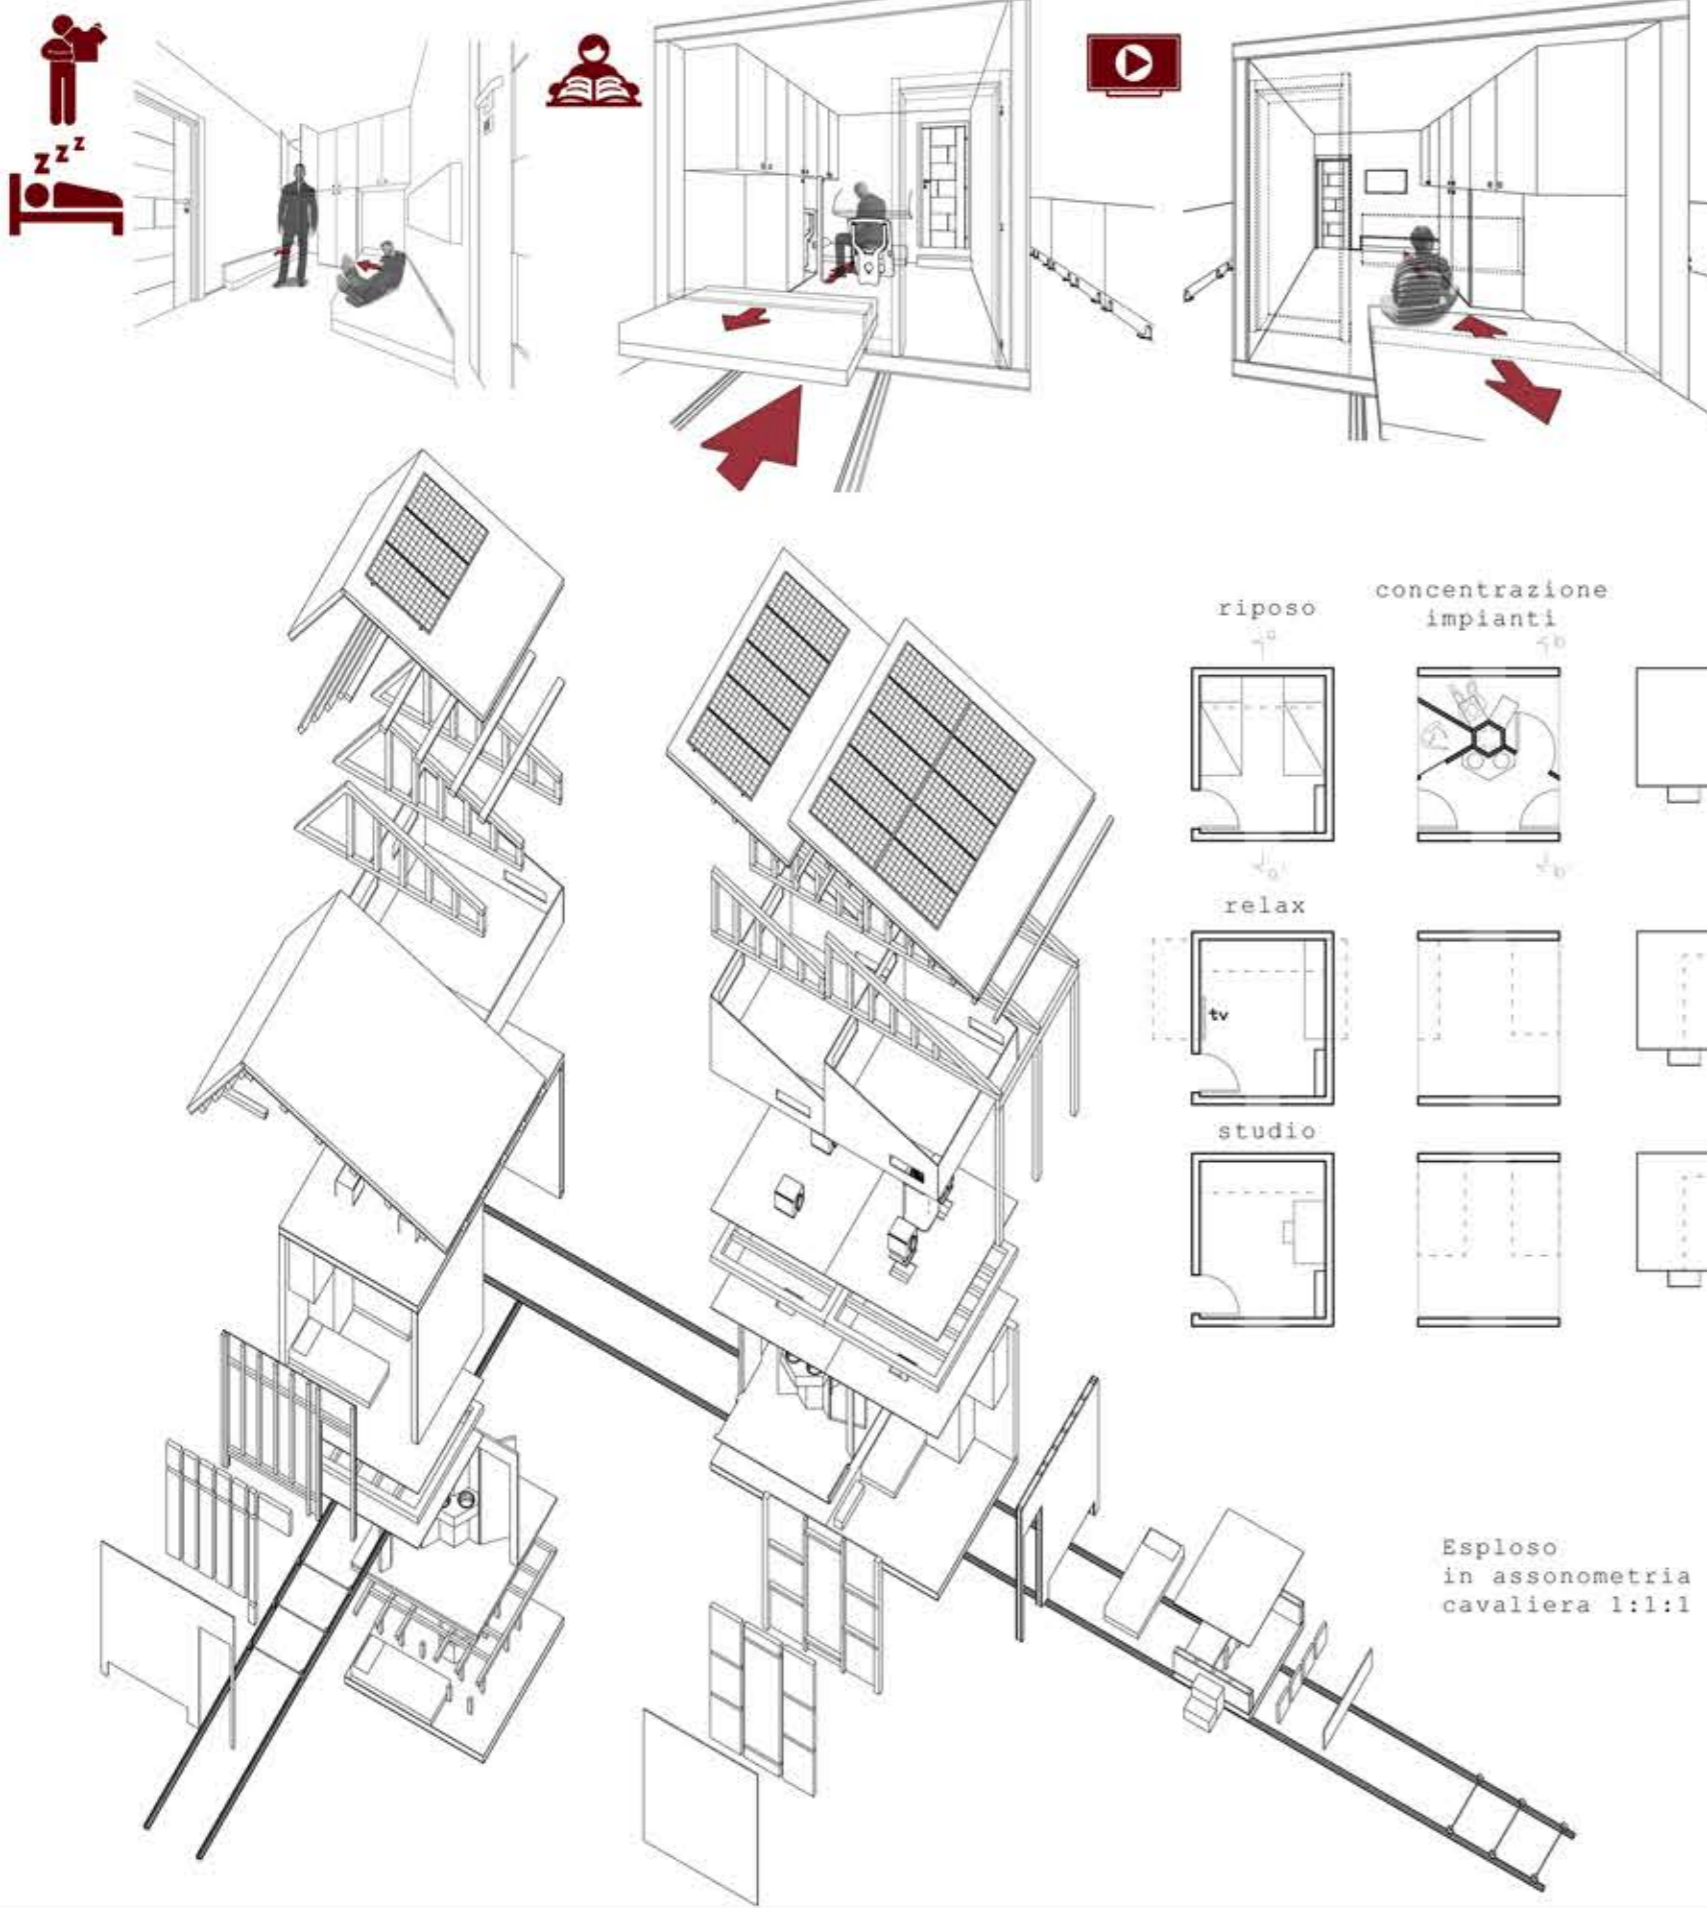 z z z
riposo
concentrazione
impianti
relax
tv
studio
Esploso
in assonometria
cavaliera 1:1:1